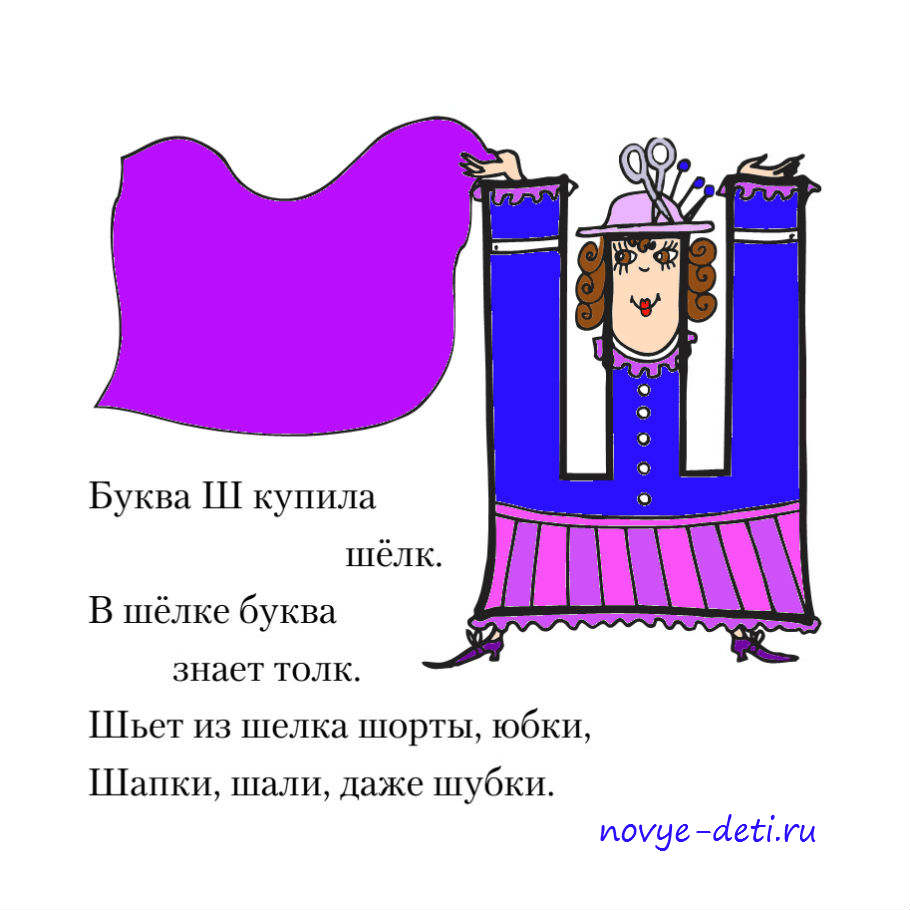 Буква Ш купила
шёлк.
В шёлке буква
знает толк.
Шьет из шелка шорты, юбки,
Шапки, шали, даже шубки.
novye-deti.ru